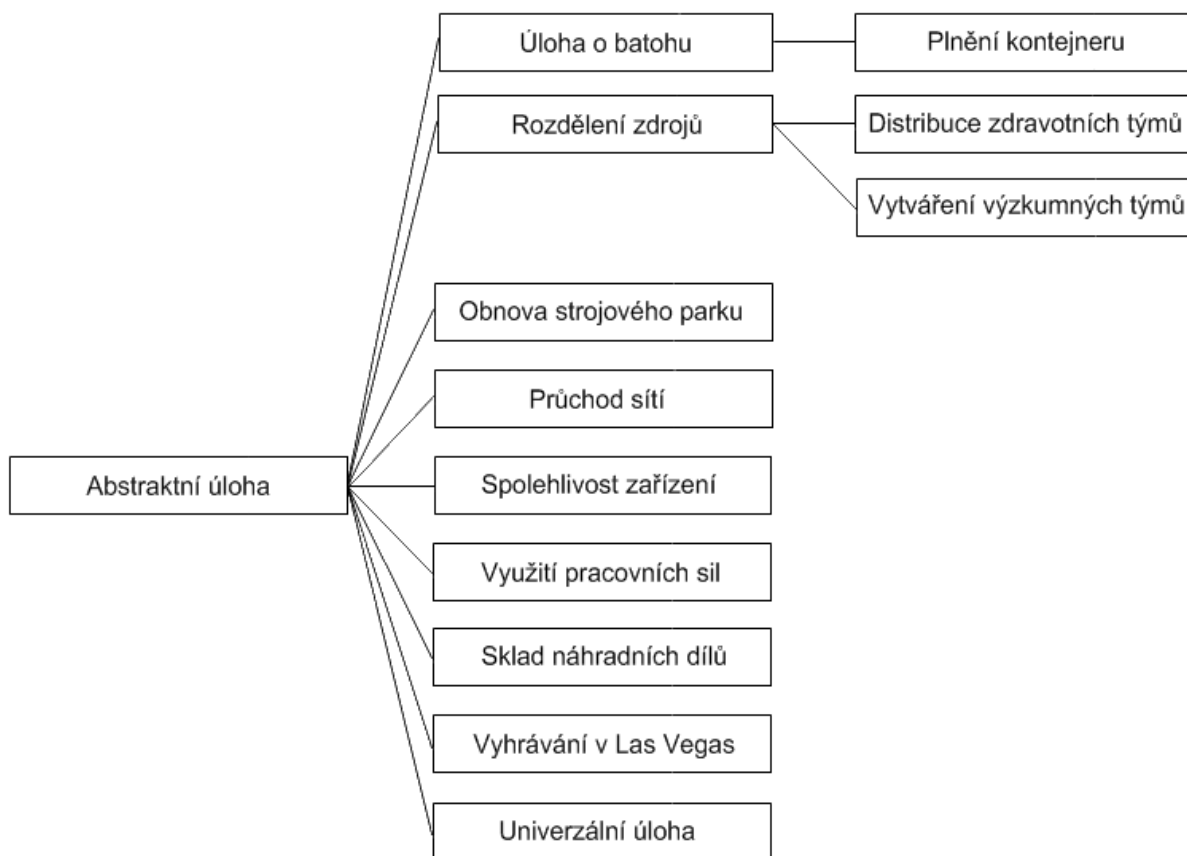 Úloha o batohu
Plnění kontejneru
Rozdělení zdrojů
Distribuce zdravotních týmů
Vytváření výzkumných týmů
Obnova strojového parku
Průchod sítí
Abstraktní úloha
Spolehlivost zařízení
Využití pracovních sil
Sklad náhradních dílů
Vyhrávání v Las Vegas
Univerzální úloha